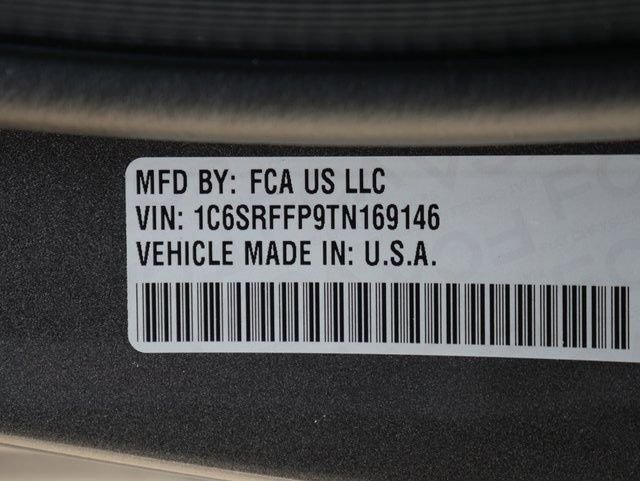 MFD BY: FCA US LLC
VIN: 1C6SRFFP9TN169146
VEHICLE MADE IN: U.S.A.